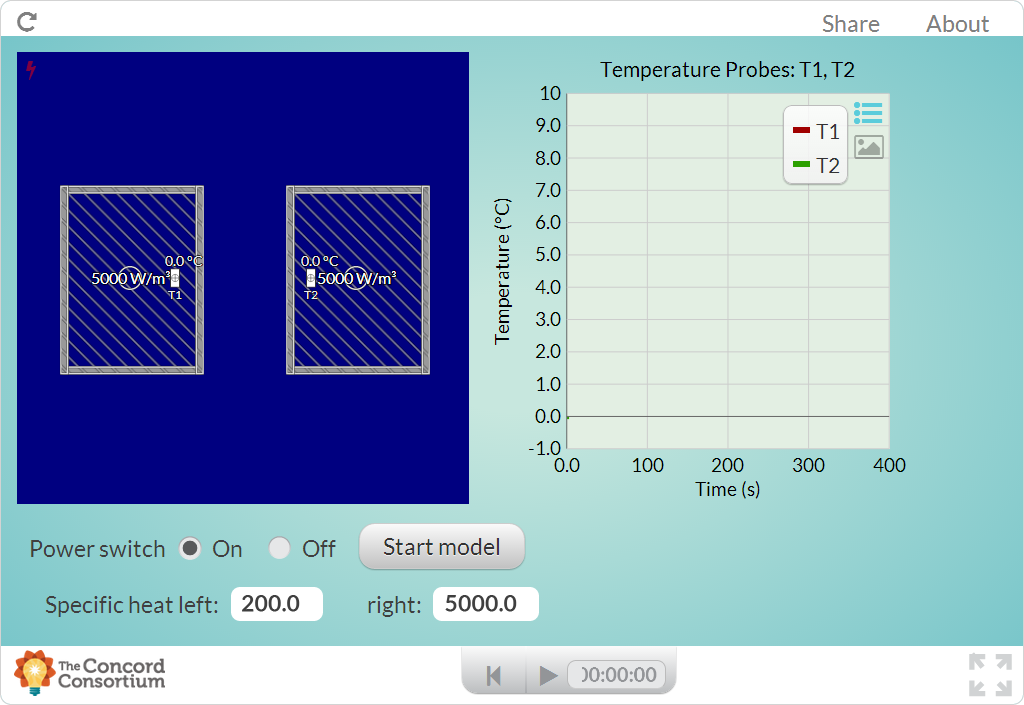 Share About
Temperature Probes: T1, T2
10
9.0
8.0
7.0
6.0
5.0
4.0
3.0
2.0
1.0
0.0
-1.0
Temperature (°C)
T1
T2
0.0 100 200 300 400
Time (s)
0.0 °C
5000 W/m³
T1
0.0 °C
5000 W/m³
T2
Power switch On Off Start model
Specific heat left: 200.0 right: 5000.0
The Concord
Consortium
00:00:00